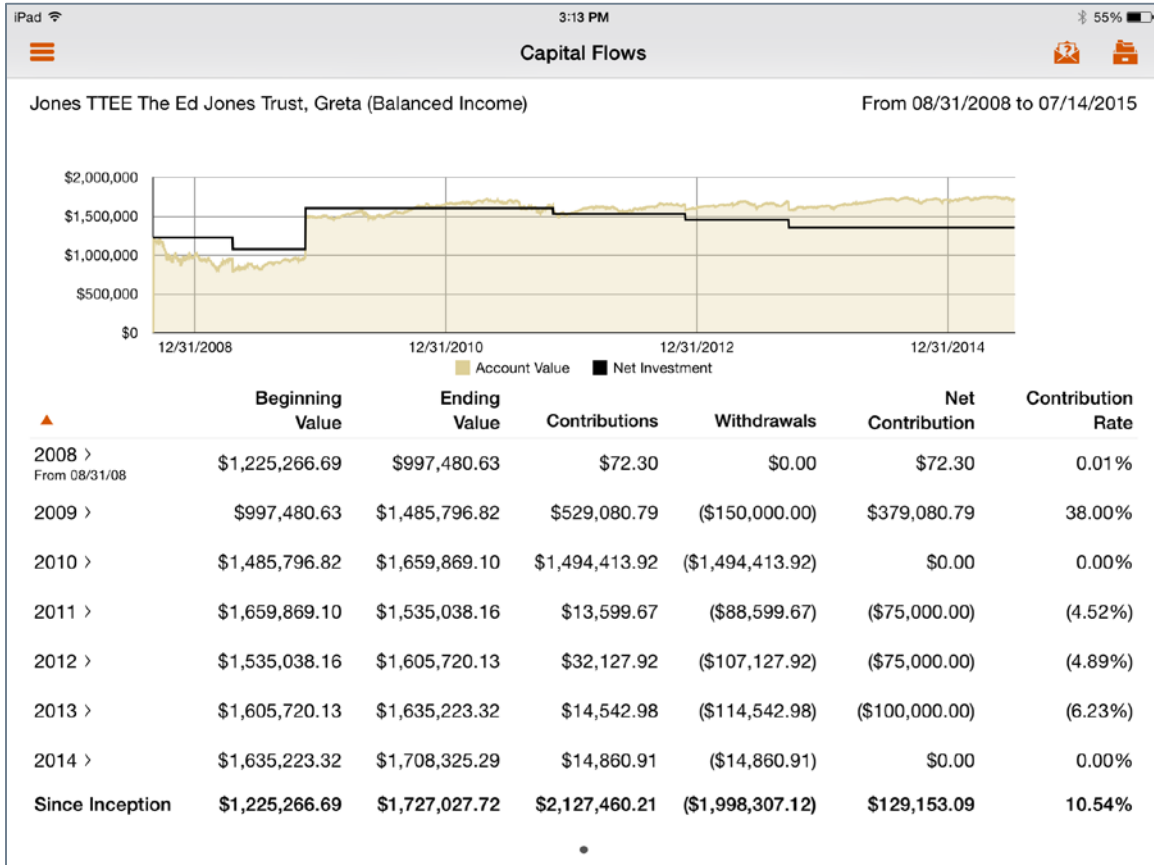 iPad 3:13 PM 55%
Capital Flows
Jones TTEE The Ed Jones Trust, Greta (Balanced Income) From 08/31/2008 to 07/14/2015
$2,000,000
$1,500,000
$1,000,000
$500,000
$0
12/31/2008 12/31/2010 12/31/2012 12/31/2014
Account Value Net Investment
Beginning Ending Net Contribution
Value Value Contributions Withdrawals Contribution Rate
2008 > $1,225,266.69 $997,480.63 $72.30 $0.00 $72.30 0.01%
From 08/31/08
2009 > $997,480.63 $1,485,796.82 $529,080.79 ($150,000.00) $379,080.79 38.00%
2010 > $1,485,796.82 $1,659,869.10 $1,494,413.92 ($1,494,413.92) $0.00 0.00%
2011 > $1,659,869.10 $1,535,038.16 $13,599.67 ($88,599.67) ($75,000.00) (4.52%)
2012 > $1,535,038.16 $1,605,720.13 $32,127.92 ($107,127.92) ($75,000.00) (4.89%)
2013 > $1,605,720.13 $1,635,223.32 $14,542.98 ($114,542.98) ($100,000.00) (6.23%)
2014 > $1,635,223.32 $1,708,325.29 $14,860.91 ($14,860.91) $0.00 0.00%
Since Inception $1,225,266.69 $1,727,027.72 $2,127,460.21 ($1,998,307.12) $129,153.09 10.54%